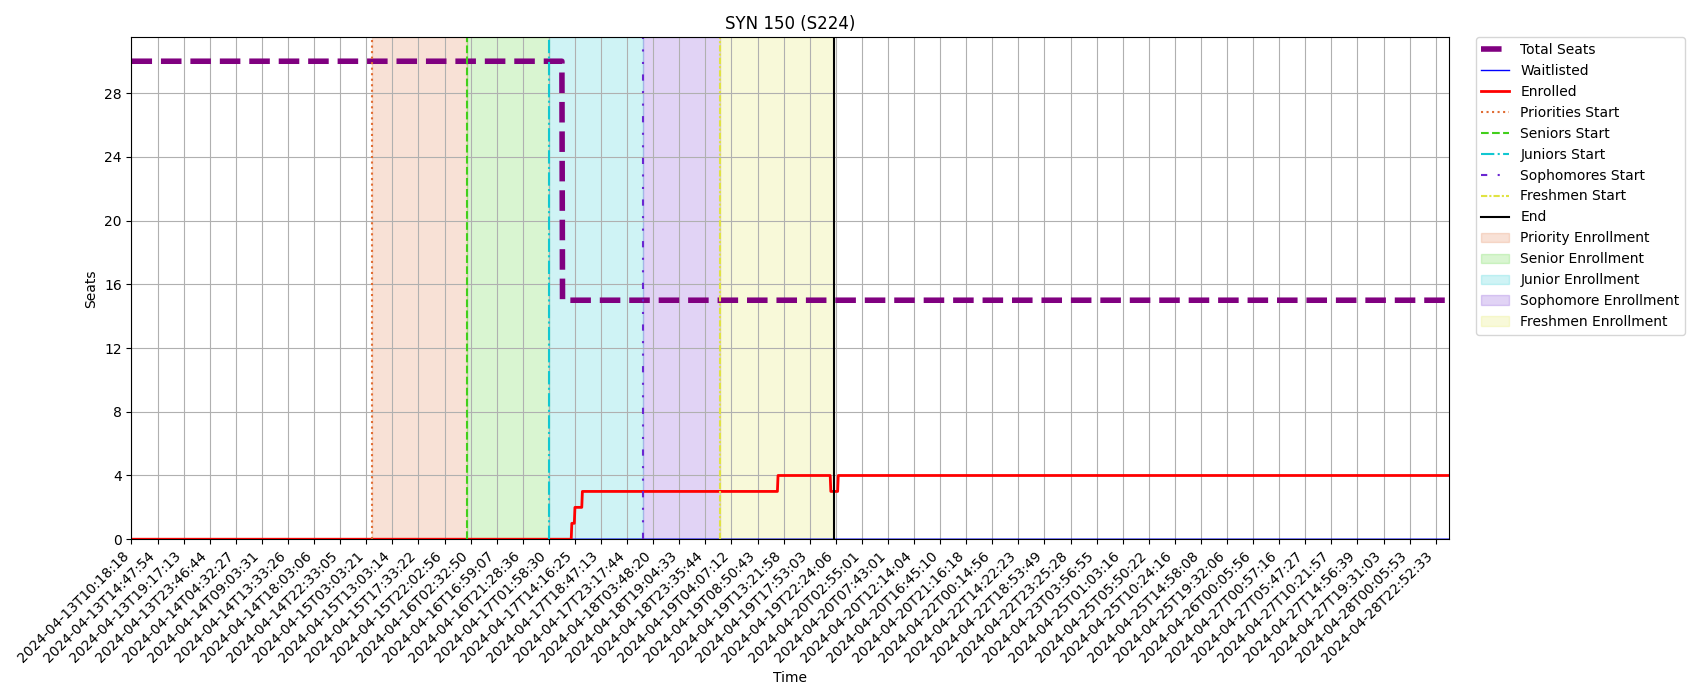 SYN 150 (S224)
Total Seats
Waitlisted
Enrolled
Priorities Start
Seniors Start
Juniors Start
Sophomores Start
Freshmen Start
End
Priority Enrollment
Senior Enrollment
Junior Enrollment
Sophomore Enrollment
Freshmen Enrollment
Seats
28
24
20
16
12
8
4
0
2024-04-13T10:18:18
2024-04-13T14:47:54
2024-04-13T19:17:13
2024-04-13T23:46:44
2024-04-14T04:32:27
2024-04-14T09:03:31
2024-04-14T13:33:26
2024-04-14T18:03:06
2024-04-14T22:33:05
2024-04-15T03:03:21
2024-04-15T13:03:14
2024-04-15T17:33:22
2024-04-15T22:02:56
2024-04-16T02:32:50
2024-04-16T16:59:07
2024-04-16T21:28:36
2024-04-17T01:58:30
2024-04-17T14:16:25
2024-04-17T18:47:13
2024-04-17T23:17:44
2024-04-18T03:48:20
2024-04-18T19:04:33
2024-04-18T23:35:44
2024-04-19T04:07:12
2024-04-19T08:50:43
2024-04-19T13:21:58
2024-04-19T17:53:03
2024-04-19T22:24:06
2024-04-20T02:55:01
2024-04-20T07:43:01
2024-04-20T12:14:04
2024-04-20T16:45:10
2024-04-20T21:16:18
2024-04-22T00:14:56
2024-04-22T14:22:23
2024-04-22T18:53:49
2024-04-22T23:25:28
2024-04-23T03:56:55
2024-04-25T01:03:16
2024-04-25T05:50:22
2024-04-25T10:24:16
2024-04-25T14:58:08
2024-04-25T19:32:06
2024-04-26T00:05:56
2024-04-27T00:57:16
2024-04-27T05:47:27
2024-04-27T10:21:57
2024-04-27T14:56:39
2024-04-27T19:31:03
2024-04-28T00:05:53
2024-04-28T22:52:33
Time